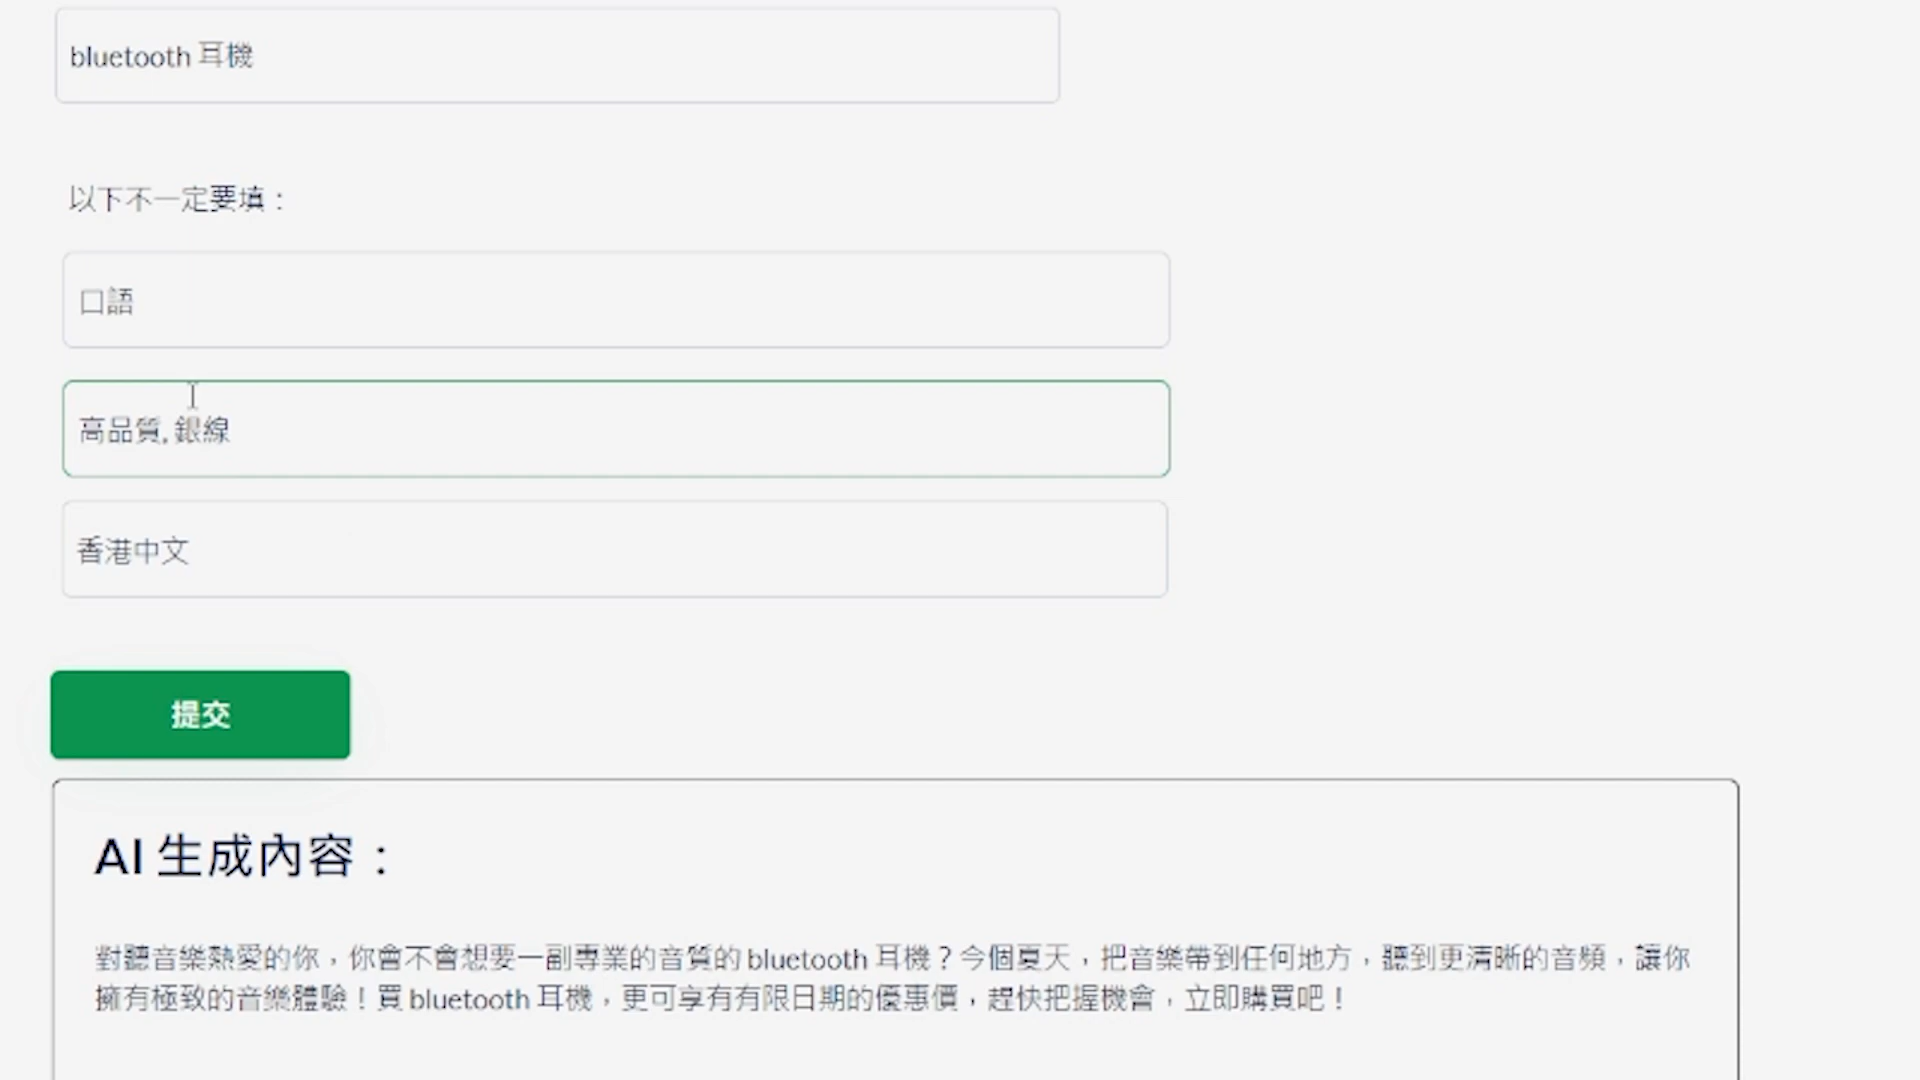 bluetooth 耳機
以下不一定要填：
口語
高品質, 銀線
香港中文
提交
AI 生成內容：
對聽音樂熱愛的你，你會不會想要一副專業的音質的 bluetooth 耳機？今個夏天，把音樂帶到任何地方，聽到更清晰的音頻，讓你
擁有極致的音樂體驗！買 bluetooth 耳機，更可享有有限日期的優惠價，趕快把握機會，立即購買吧！